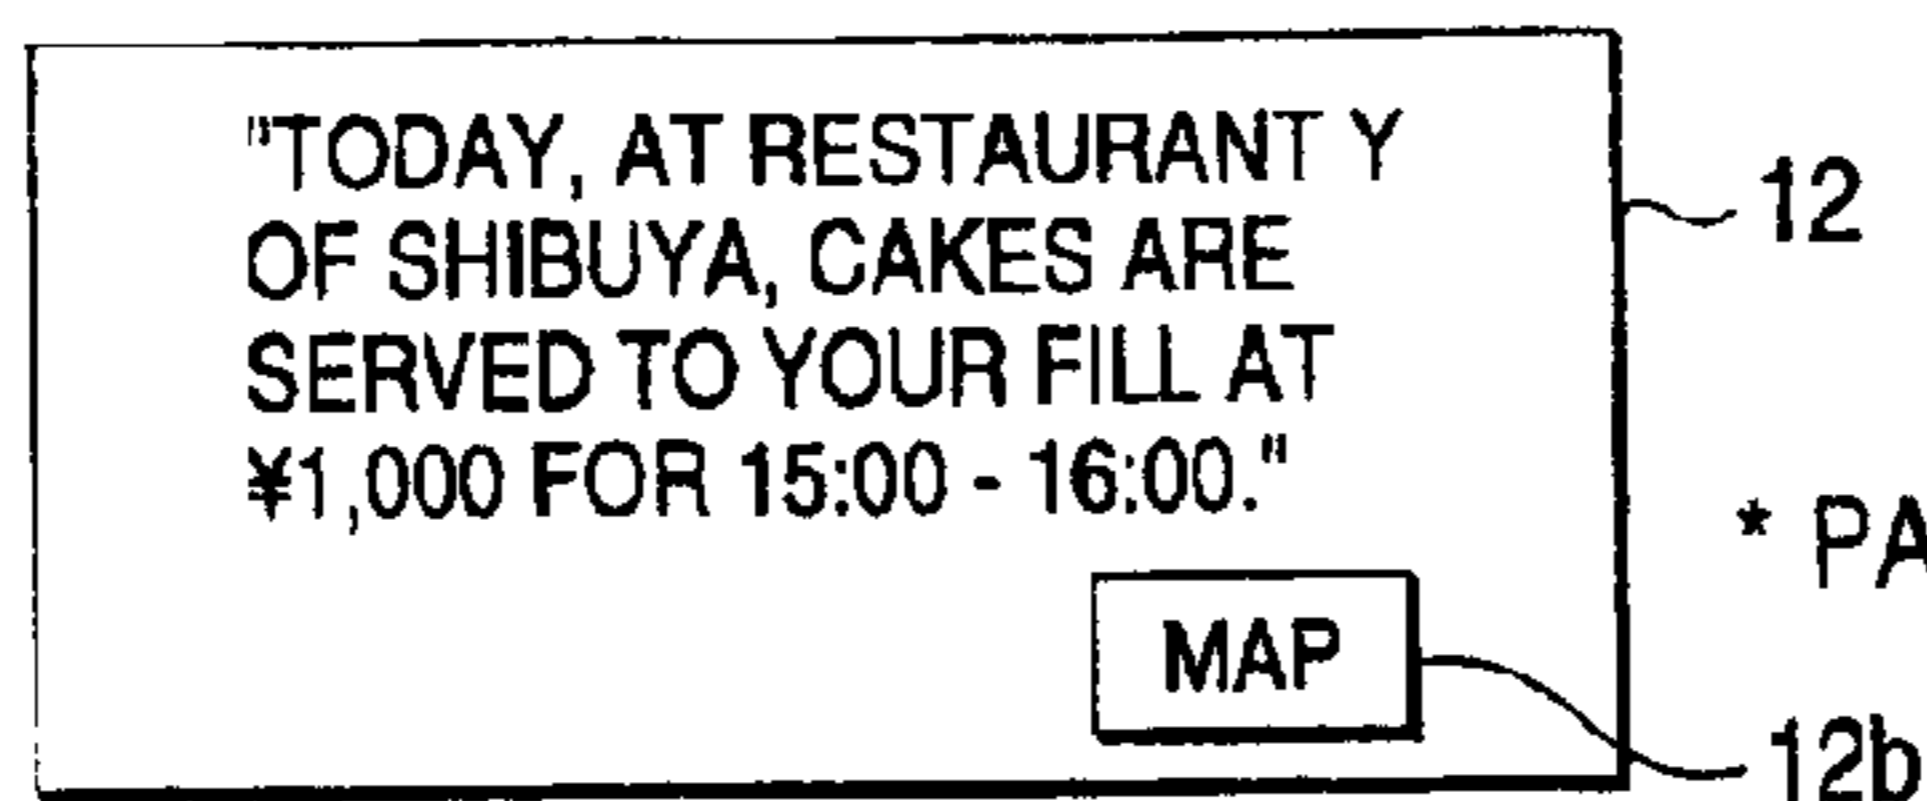 "TODAY, AT RESTAURANT Y
OF SHIBUYA, CAKES ARE
SERVED TO YOUR FILL AT
¥1,000 FOR 15:00 - 16:00."
MAP
12
* PA
12b